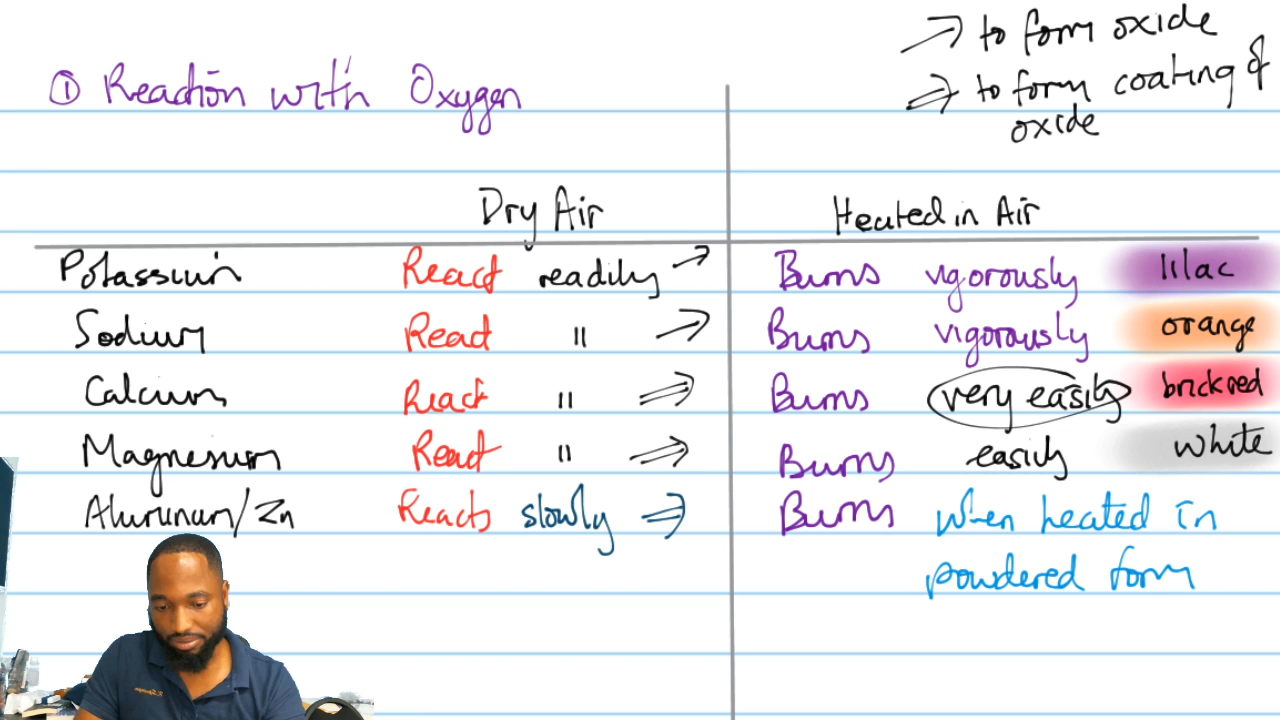 → to form oxide
① Reaction with Oxygen
⇒ to form coating of
oxide
Dry Air Heated in Air
Potassium React readily → Burns vigorously lilac
Sodium React " → Burns vigorously orange
Calcium React " ⇒ Burns very easily brick red
Magnesium React " ⇒ Burns easily white
Aluminum/Zn Reacts slowly ⇒ Burns when heated in
powdered form